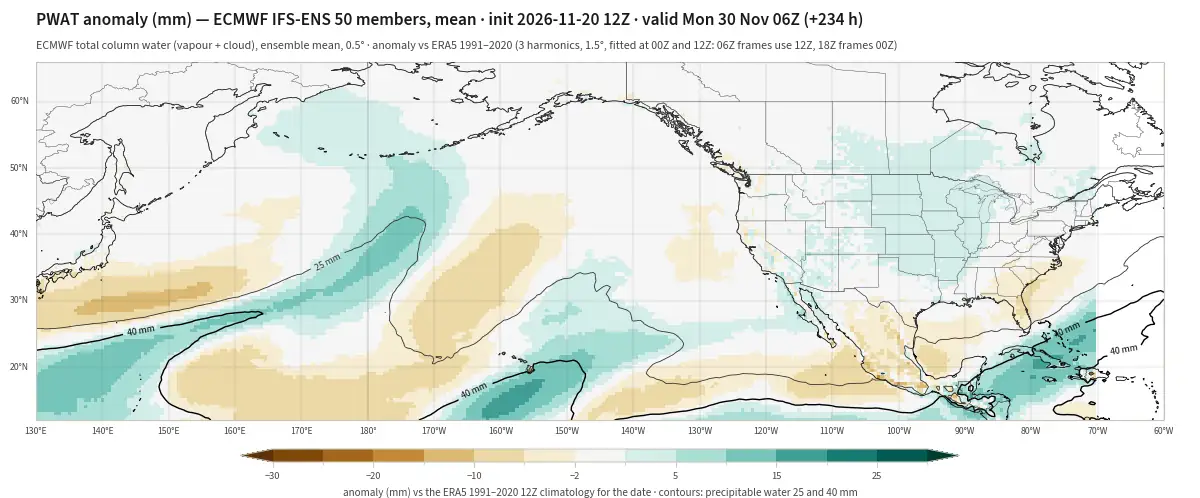 PWAT anomaly (mm) — ECMWF IFS-ENS 50 members, mean · init 2026-11-20 12Z · valid Mon 30 Nov 06Z (+234 h)
ECMWF total column water (vapour + cloud), ensemble mean, 0.5° · anomaly vs ERA5 1991–2020 (3 harmonics, 1.5°, fitted at 00Z and 12Z: 06Z frames use 12Z, 18Z frames 00Z)
60°N
50°N
40°N
30°N
20°N
25 mm
40 mm
40 mm
40 mm
40 mm
130°E 140°E 150°E 160°E 170°E 180° 170°W 160°W 150°W 140°W 130°W 120°W 110°W 100°W 90°W 80°W 70°W 60°W
−30 −20 −10 −2 5 15 25
anomaly (mm) vs the ERA5 1991–2020 12Z climatology for the date · contours: precipitable water 25 and 40 mm